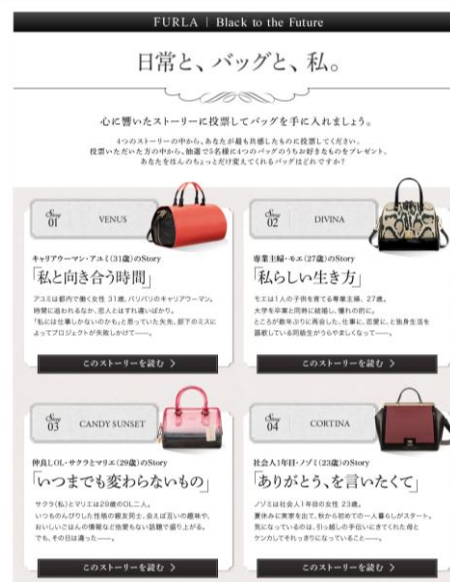 FURLA | Black to the Future
日常と、バッグと、私。
心に響いたストーリーに投票してバッグを手に入れましょう。
4つのストーリーの中から、あなたが最も共感したものに投票してください。
投票いただいた方の中から、抽選で5名様に4つのバッグのうちお好きなものをプレゼント。
あなたをほんのちょっとだけ変えてくれるバッグはどれですか?
Story 01 VENUS
キャリアウーマン・アユミ(31歳)のStory
「私と向き合う時間」
アユミは都内で働く女性 31歳。バリバリのキャリアウーマン。
時間に追われるなか、恋人とはすれ違いばかり。
「私には仕事しかないのかも」と思っていた矢先、部下のミスに
よってプロジェクトが失敗しかけて――。
このストーリーを読む >
Story 02 DIVINA
専業主婦・モエ(27歳)のStory
「私らしい生き方」
モエは1人の子供を育てる専業主婦、27歳。
大学を卒業と同時に結婚し、憧れの的に。
ところが数年ぶりに再会した、仕事に、恋愛に、と独身生活を
謳歌している同級生がうらやましくなって――。
このストーリーを読む >
Story 03 CANDY SUNSET
仲良しOL・サクラとマリエ(29歳)のStory
「いつまでも変わらないもの」
サクラ(私)とマリエは29歳のOL二人。
いつものんびりした性格の親友同士。会えば互いの趣味や、
おいしいごはんの情報など他愛もない話題で盛り上がる。
でも、その日は違った――。
このストーリーを読む >
Story 04 CORTINA
社会人1年目・ノゾミ(23歳)のStory
「ありがとう、を言いたくて」
ノゾミは社会人1年目の女性 23歳。
夏休みに実家を出て、秋から初めての一人暮らしがスタート。
気になっているのは、引っ越しの手伝いにきてくれた母と
ケンカしてそれっきりになっていること――。
このストーリーを読む >